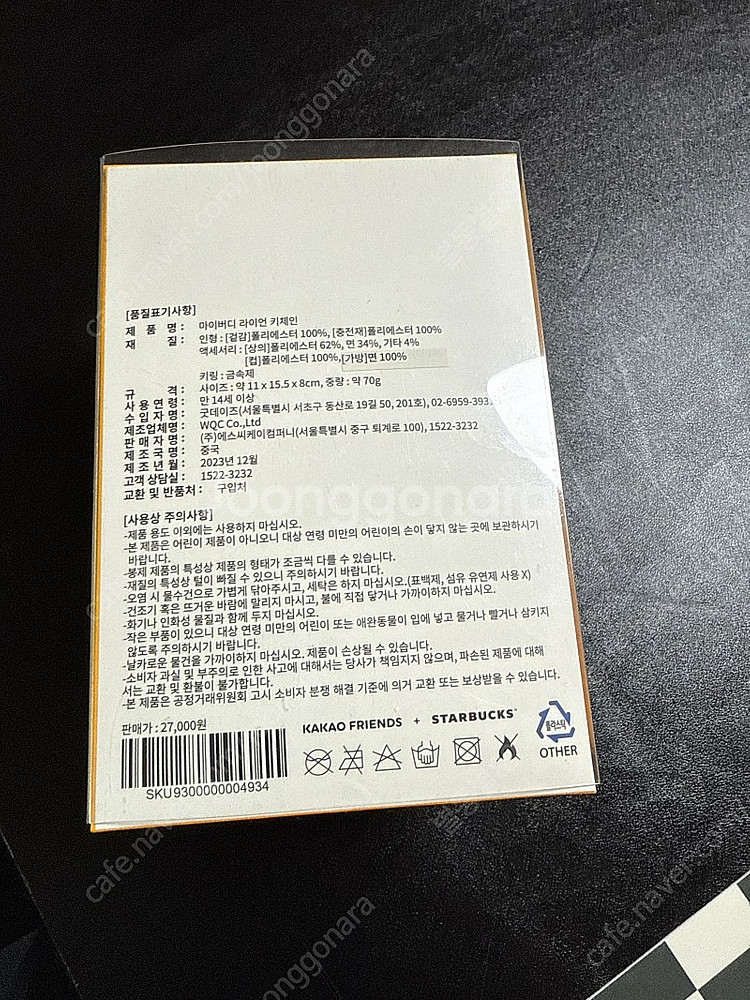 [품질표기사항]
제 품 명 : 마이버디 라이언 키체인
재 질 : 인형 : [겉감]폴리에스터 100%, [충전재]폴리에스터 100%
액세서리 : [상의]폴리에스터 62%, 면 34%, 기타 4%
[컵]폴리에스터 100%,[가방]면 100%
키링 : 금속제
규 격 : 사이즈 : 약 11 x 15.5 x 8cm, 중량 : 약 70g
사 용 연 령 : 만 14세 이상
수 입 자 명 : 굿데이즈(서울특별시 서초구 동산로 19길 50, 201호), 02-6959-393
제조업체명 : WQC Co.,Ltd
판 매 자 명 : (주)에스씨케이컴퍼니(서울특별시 중구 퇴계로 100), 1522-3232
제 조 국 명 : 중국
제 조 년 월 : 2023년 12월
고객 상담실 : 1522-3232
교환 및 반품처 : 구입처
[사용상 주의사항]
-제품 용도 이외에는 사용하지 마십시오.
-본 제품은 어린이 제품이 아니오니 대상 연령 미만의 어린이의 손이 닿지 않는 곳에 보관하시기
바랍니다.
-봉제 제품의 특성상 제품의 형태가 조금씩 다를 수 있습니다.
-재질의 특성상 털이 빠질 수 있으니 주의하시기 바랍니다.
-오염 시 물수건으로 가볍게 닦아주시고, 세탁은 하지 마십시오.(표백제, 섬유 유연제 사용 X)
-건조기 혹은 뜨거운 바람에 말리지 마시고, 불에 직접 닿거나 가까이하지 마십시오.
-화기나 인화성 물질과 함께 두지 마십시오.
-작은 부품이 있으니 대상 연령 미만의 어린이 또는 애완동물이 입에 넣고 물거나 빨거나 삼키지
않도록 주의하시기 바랍니다.
-날카로운 물건을 가까이하지 마십시오. 제품이 손상될 수 있습니다.
-소비자 과실 및 부주의로 인한 사고에 대해서는 당사가 책임지지 않으며, 파손된 제품에 대해
서는 교환 및 환불이 불가합니다.
-본 제품은 공정거래위원회 고시 소비자 분쟁 해결 기준에 의거 교환 또는 보상받을 수 있습니다.
판매가 : 27,000원
KAKAO FRIENDS + STARBUCKS
플라스틱
OTHER
SKU9300000004934
cafe.naver.com/joonggonara
joonggonara
cafe.naver